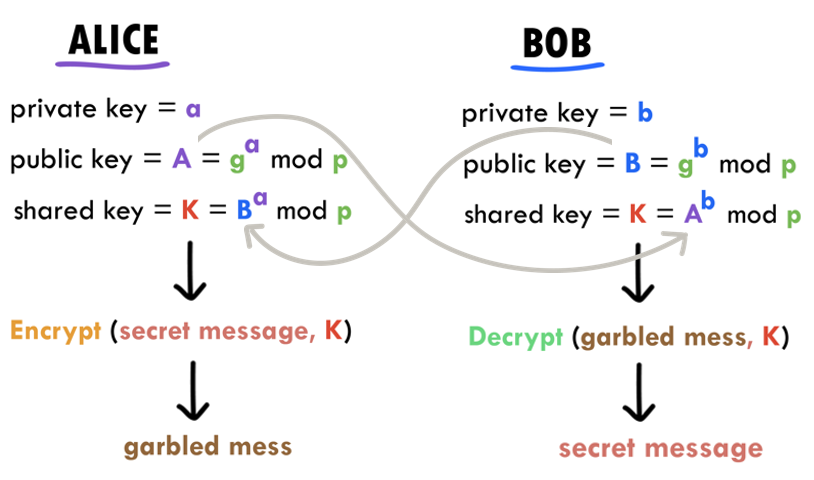 ALICE
private key = a
public key = A = g^a mod p
shared key = K = B^a mod p
Encrypt (secret message, K)
garbled mess
BOB
private key = b
public key = B = g^b mod p
shared key = K = A^b mod p
Decrypt (garbled mess, K)
secret message